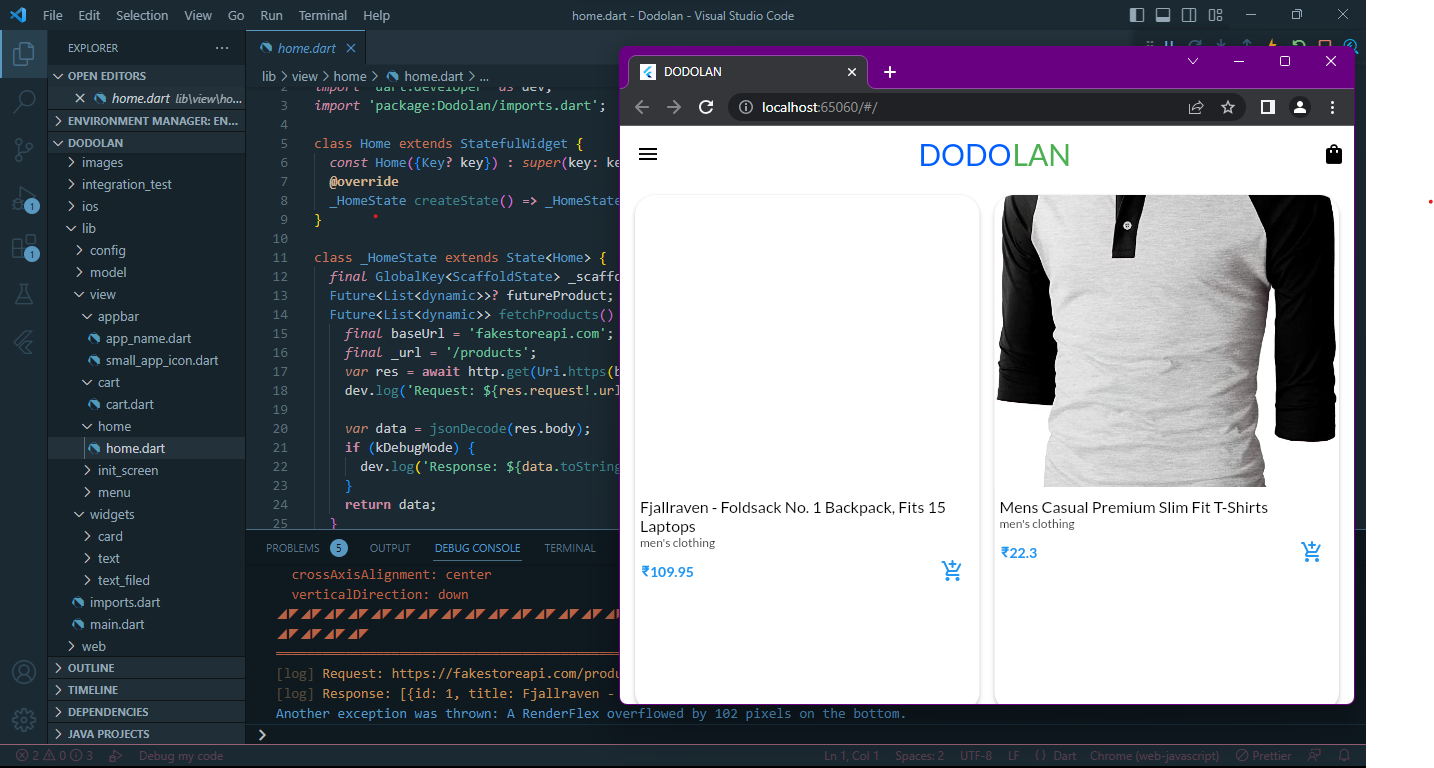 File Edit Selection View Go Run Terminal Help
home.dart - Dodolan - Visual Studio Code
EXPLORER
OPEN EDITORS
home.dart lib\view\ho...
ENVIRONMENT MANAGER: EN...
DODOLAN
images
integration_test
ios
lib
config
model
view
appbar
app_name.dart
small_app_icon.dart
cart
cart.dart
home
home.dart
init_screen
menu
widgets
card
text
text_filed
imports.dart
main.dart
web
OUTLINE
TIMELINE
DEPENDENCIES
JAVA PROJECTS
1
1
home.dart
lib > view > home > home.dart > ...
2 import 'dart:developer' as dev;
3 import 'package:Dodolan/imports.dart';
4
5 class Home extends StatefulWidget {
6 const Home({Key? key}) : super(key: ke
7 @override
8 _HomeState createState() => _HomeState
9 }
10
11 class _HomeState extends State<Home> {
12 final GlobalKey<ScaffoldState> _scaffo
13 Future<List<dynamic>>? futureProduct;
14 Future<List<dynamic>> fetchProducts()
15 final baseUrl = 'fakestoreapi.com';
16 final _url = '/products';
17 var res = await http.get(Uri.https(b
18 dev.log('Request: ${res.request!.url
19
20 var data = jsonDecode(res.body);
21 if (kDebugMode) {
22 dev.log('Response: ${data.toString
23 }
24 return data;
25 }
PROBLEMS 5 OUTPUT DEBUG CONSOLE TERMINAL
crossAxisAlignment: center
verticalDirection: down
[log] Request: https://fakestoreapi.com/produ
[log] Response: [{id: 1, title: Fjallraven -
Another exception was thrown: A RenderFlex overflowed by 102 pixels on the bottom.
DODOLAN
localhost:65060/#/
DODOLAN
Fjallraven - Foldsack No. 1 Backpack, Fits 15
Laptops
men's clothing
₹109.95
Mens Casual Premium Slim Fit T-Shirts
men's clothing
₹22.3
2 0 3 Debug my code
Ln 1, Col 1 Spaces: 2 UTF-8 LF {} Dart Chrome (web-javascript) Prettier